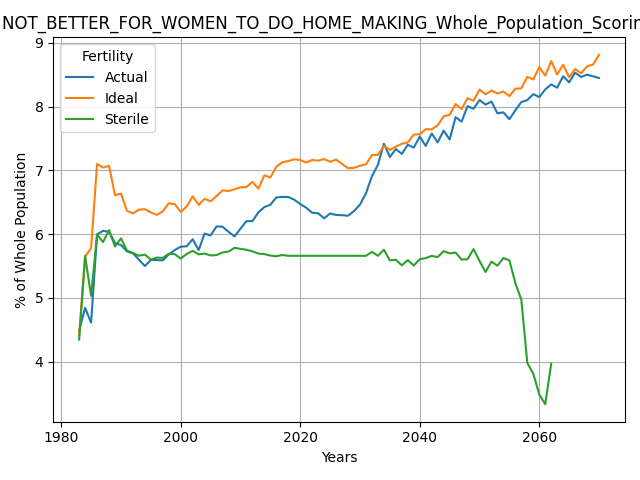 NOT_BETTER_FOR_WOMEN_TO_DO_HOME_MAKING_Whole_Population_Scorin
9
8
7
6
5
4
% of Whole Population
Fertility
Actual
Ideal
Sterile
1980 2000 2020 2040 2060
Years